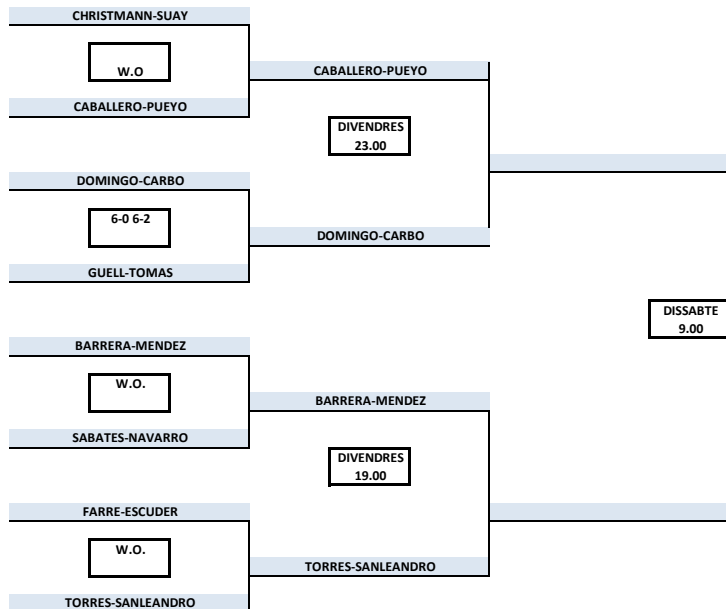 CHRISTMANN-SUAY
W.O
CABALLERO-PUEYO
CABALLERO-PUEYO
DIVENDRES
23.00
DOMINGO-CARBO
6-0 6-2
DOMINGO-CARBO
GUELL-TOMAS
DISSABTE
9.00
BARRERA-MENDEZ
W.O.
BARRERA-MENDEZ
SABATES-NAVARRO
DIVENDRES
19.00
FARRE-ESCUDER
W.O.
TORRES-SANLEANDRO
TORRES-SANLEANDRO